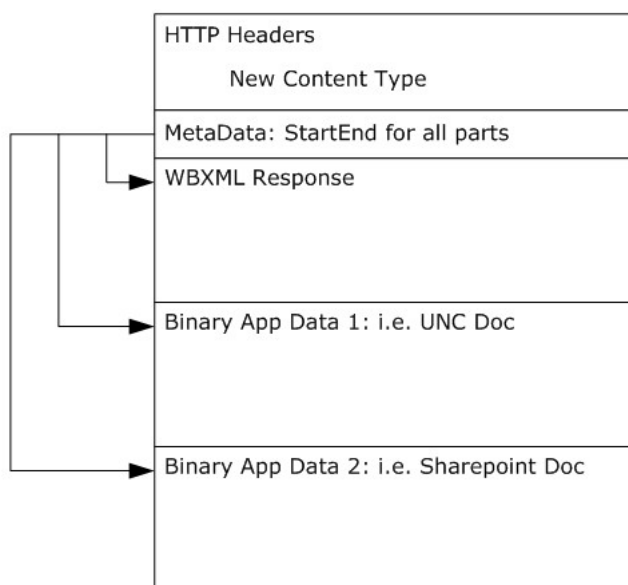 HTTP Headers
New Content Type
MetaData: StartEnd for all parts
WBXML Response
Binary App Data 1: i.e. UNC Doc
Binary App Data 2: i.e. Sharepoint Doc